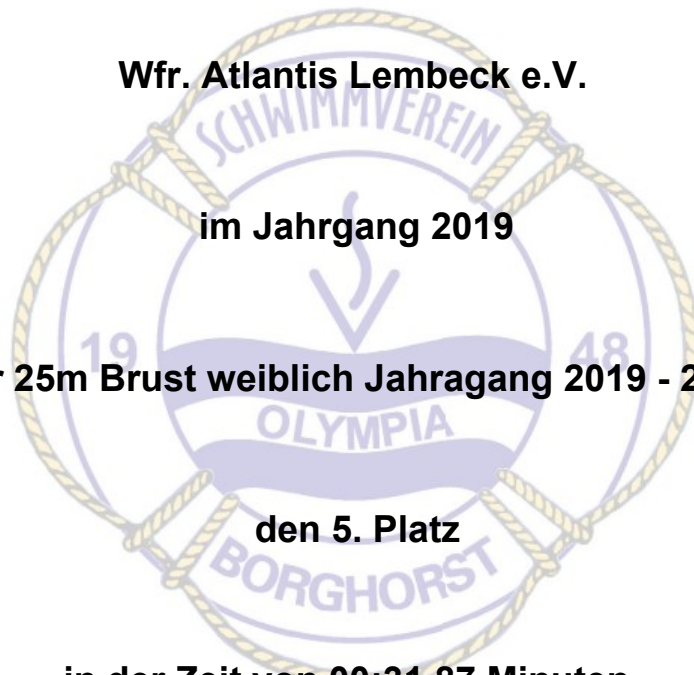 Wfr. Atlantis Lembeck e.V.
SCHWIMMVEREIN
im Jahrgang 2019
19 48
25m Brust weiblich Jahragang 2019 -
OLYMPIA
den 5. Platz
BORGHORST
in der Zeit von 00:31,87 Minuten